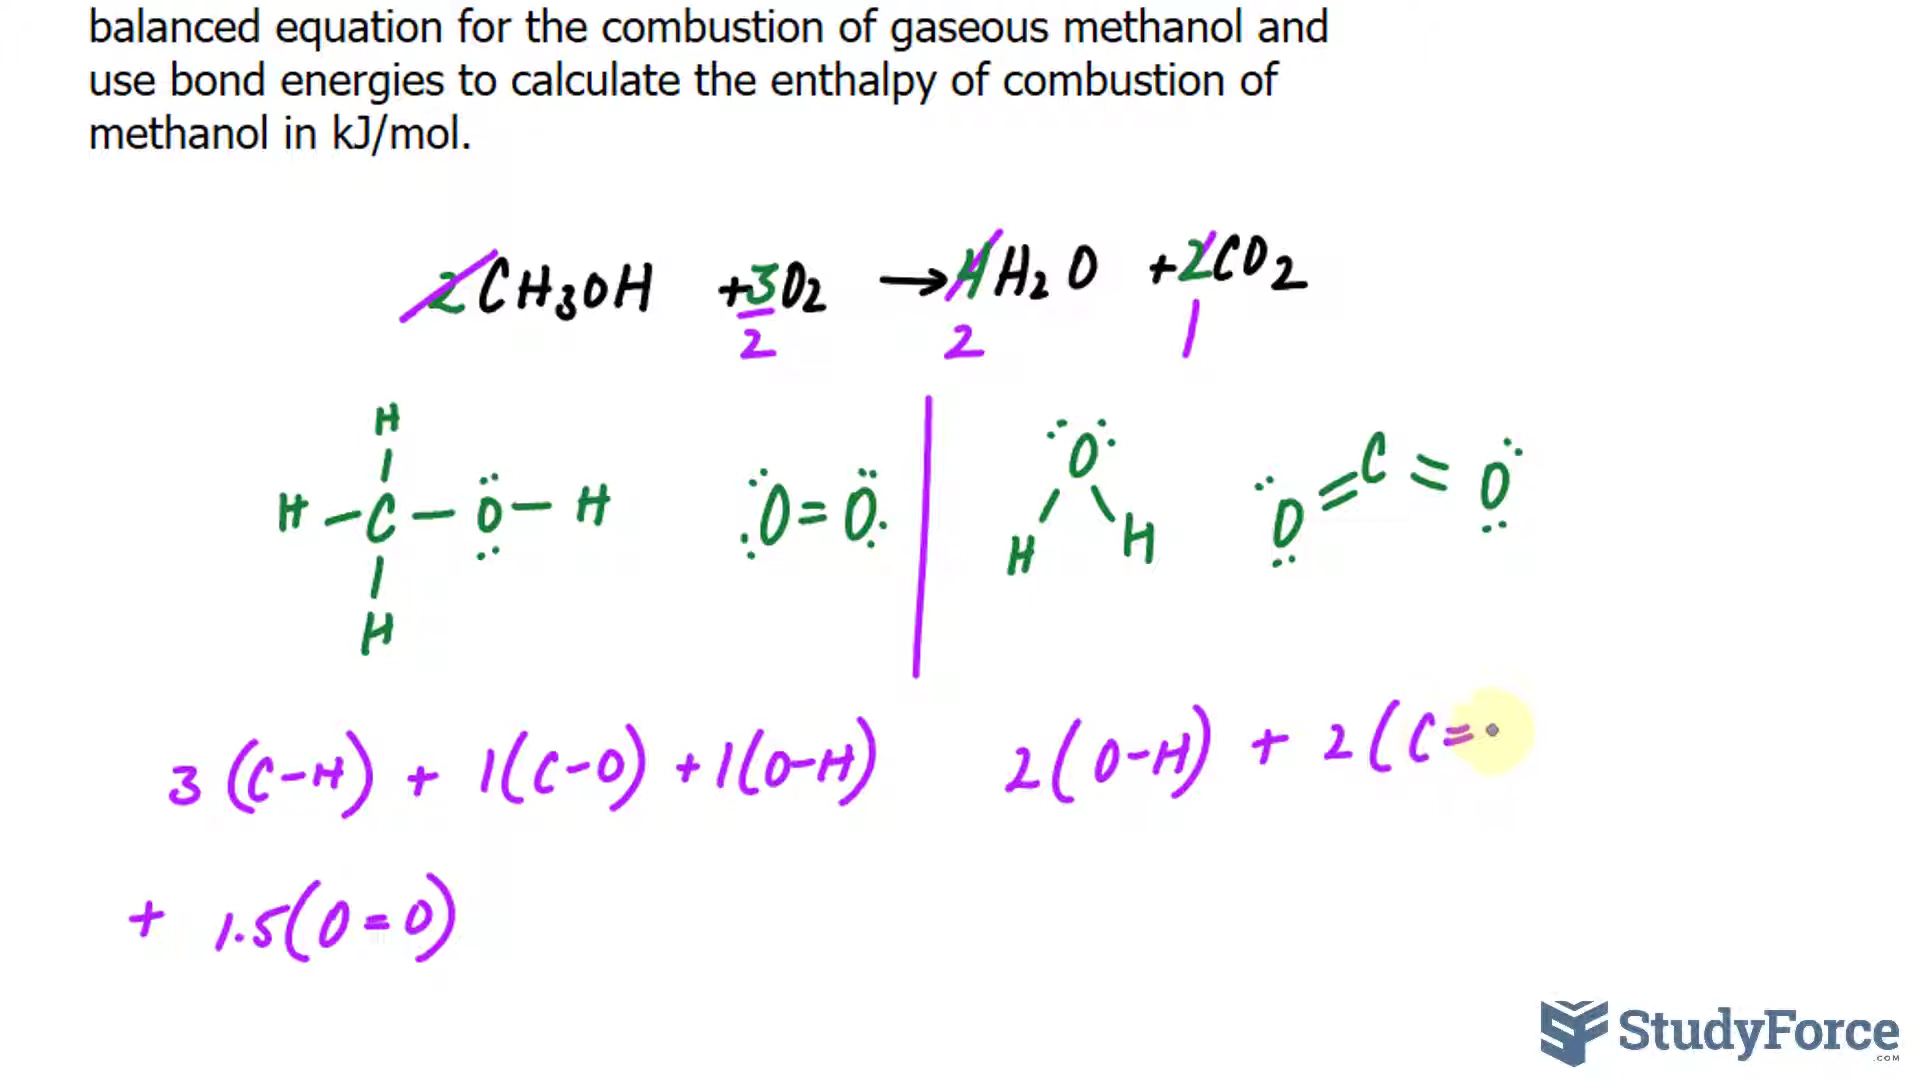 balanced equation for the combustion of gaseous methanol and
use bond energies to calculate the enthalpy of combustion of
methanol in kJ/mol.
2CH3OH +3O2 → 4H2O +2CO2
2 2 1
H
H – C – O – H O = O O O = C = O
H H
H
3 (C–H) + 1(C–O) + 1(O–H) 2(O–H) + 2(C=
+ 1.5(O=O)
StudyForce
.COM